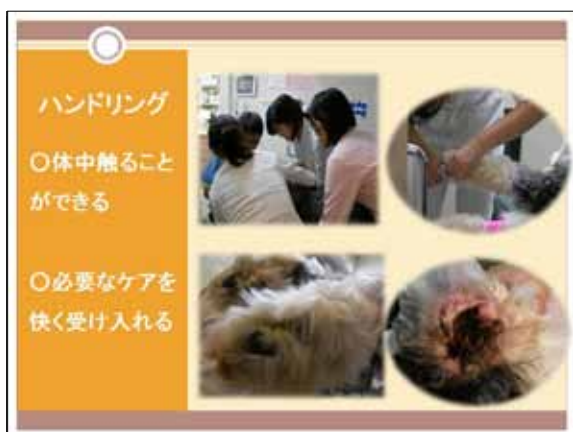 ハンドリング
○体中触ること
ができる
○必要なケアを
快く受け入れる